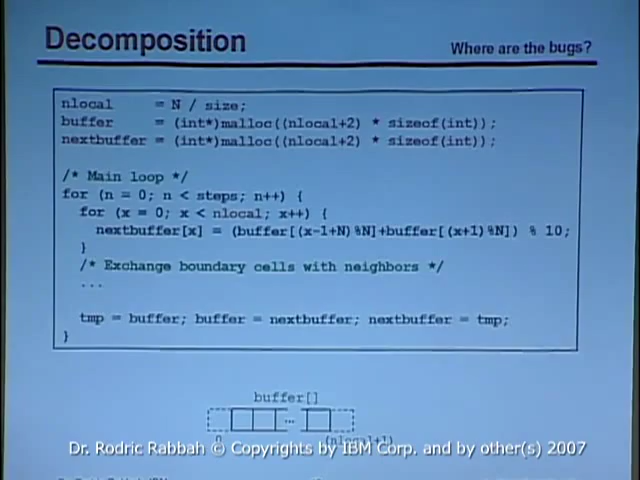 Decomposition
Where are the bugs?
nlocal = N / size;
buffer = (int*)malloc((nlocal+2) * sizeof(int));
nextbuffer = (int*)malloc((nlocal+2) * sizeof(int));
/* Main loop */
for (n = 0; n < steps; n++) {
for (x = 0; x < nlocal; x++) {
nextbuffer[x] = (buffer[(x-1+N)%N]+buffer[(x+1)%N]) % 10;
}
/* Exchange boundary cells with neighbors */
...
tmp = buffer; buffer = nextbuffer; nextbuffer = tmp;
}
buffer[]
...
0 (nlocal+1)
Dr. Rodric Rabbah © Copyrights by IBM Corp. and by other(s) 2007